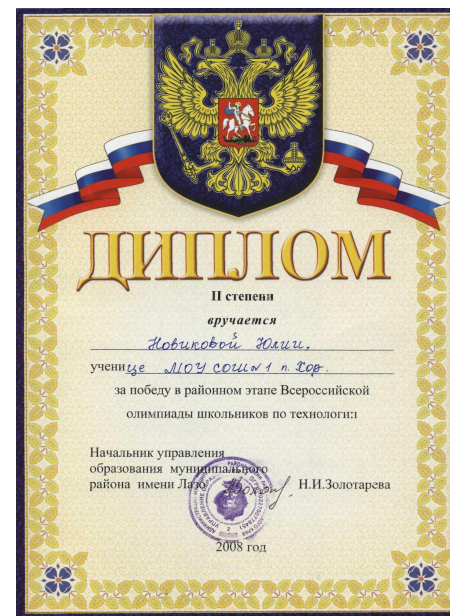 ДИПЛОМ
II степени
вручается
Новиковой Юлии.
ученице МОУ СОШ №1 п. Хор.
за победу в районном этапе Всероссийской
олимпиады школьников по технологии
Начальник управления
образования муниципального
района имени Лазо Н.И.Золотарева
2008 год